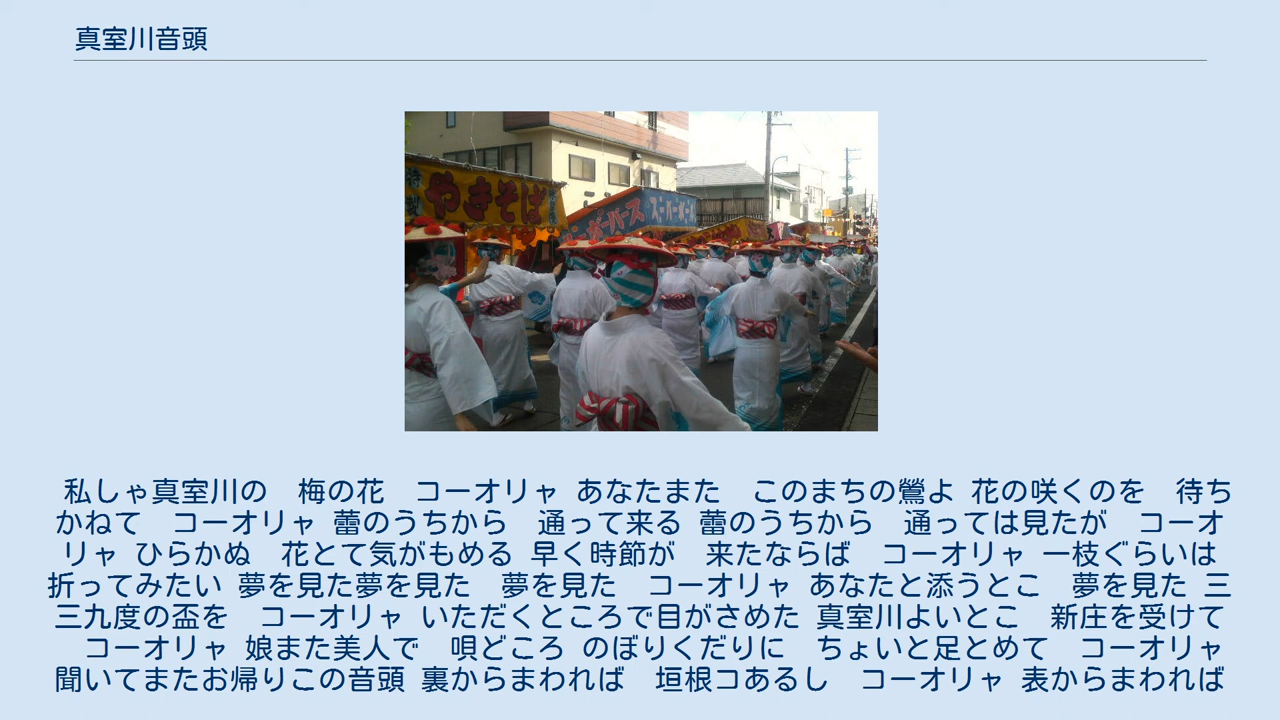 真室川音頭
特製
やきそば
スーパーボール
私しゃ真室川の　梅の花　コーオリャ あなたまた　このまちの鶯よ 花の咲くのを　待ち
かねて　コーオリャ 蕾のうちから　通って来る 蕾のうちから　通っては見たが　コーオ
リャ ひらかぬ　花とて気がもめる 早く時節が　来たならば　コーオリャ 一枝ぐらいは
折ってみたい 夢を見た夢を見た　夢を見た　コーオリャ あなたと添うとこ　夢を見た 三
三九度の盃を　コーオリャ いただくところで目がさめた 真室川よいとこ　新庄を受けて
コーオリャ 娘また美人で　唄どころ のぼりくだりに　ちょいと足とめて　コーオリャ
聞いてまたお帰りこの音頭 裏からまわれば　垣根コあるし　コーオリャ 表からまわれば